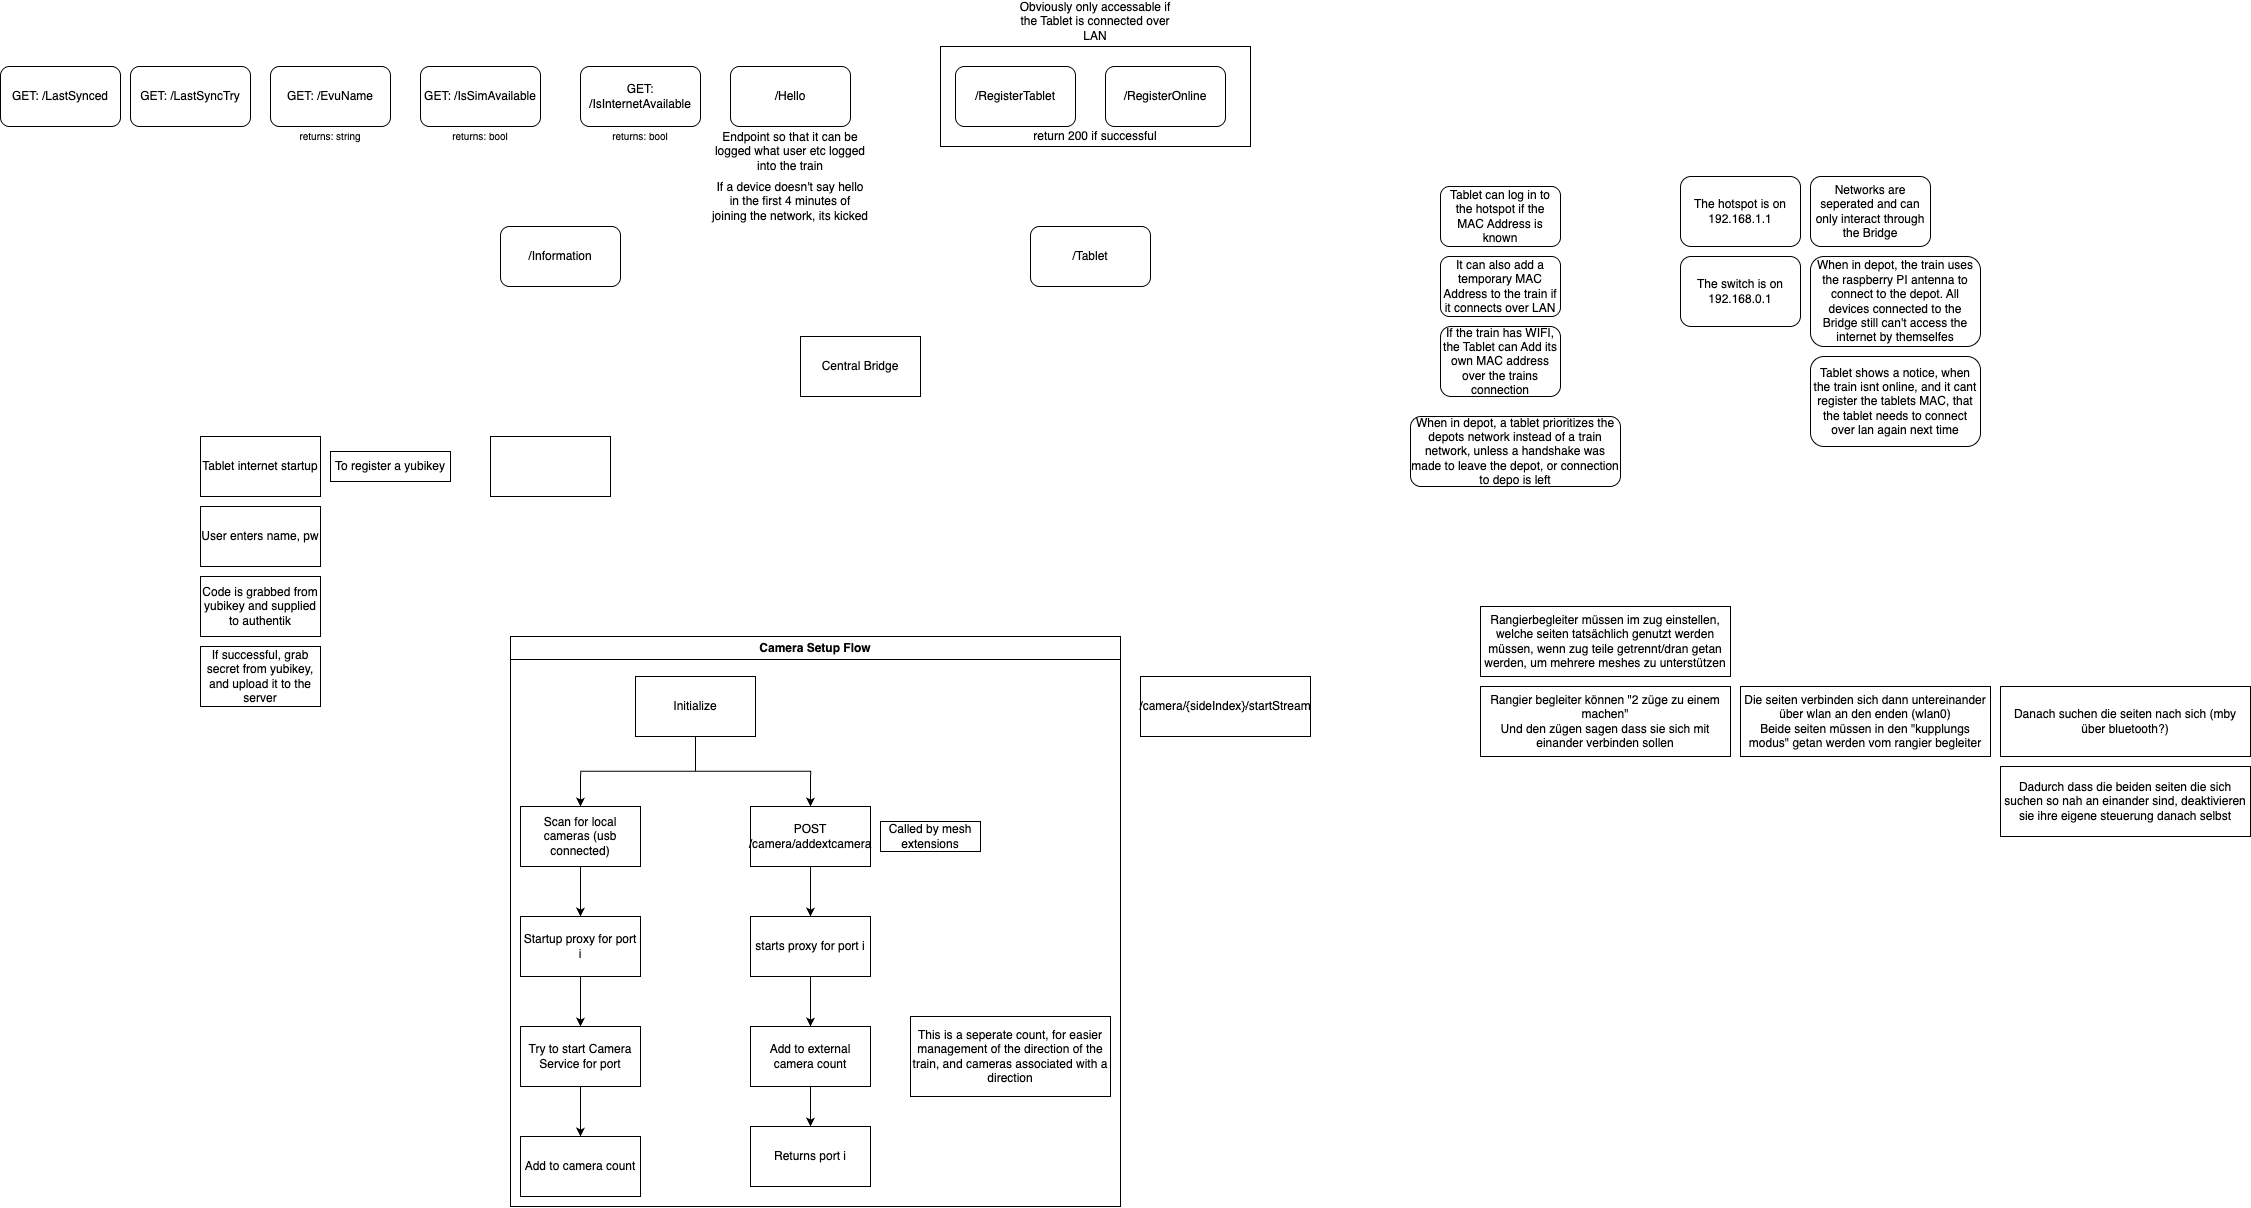 Obviously only accessable if
the Tablet is connected over
LAN
GET: /LastSynced
GET: /LastSyncTry
GET: /EvuName
returns: string
GET: /IsSimAvailable
returns: bool
GET:
/IsInternetAvailable
returns: bool
/Hello
Endpoint so that it can be
logged what user etc logged
into the train
If a device doesn't say hello
in the first 4 minutes of
joining the network, its kicked
/RegisterTablet
/RegisterOnline
return 200 if successful
/Information
/Tablet
Central Bridge
Tablet can log in to
the hotspot if the
MAC Address is
known
It can also add a
temporary MAC
Address to the train if
it connects over LAN
If the train has WIFI,
the Tablet can Add its
own MAC address
over the trains
connection
When in depot, a tablet prioritizes the
depots network instead of a train
network, unless a handshake was
made to leave the depot, or connection
to depo is left
The hotspot is on
192.168.1.1
The switch is on
192.168.0.1
Networks are
seperated and can
only interact through
the Bridge
When in depot, the train uses
the raspberry PI antenna to
connect to the depot. All
devices connected to the
Bridge still can't access the
internet by themselfes
Tablet shows a notice, when
the train isnt online, and it cant
register the tablets MAC, that
the tablet needs to connect
over lan again next time
Tablet internet startup
To register a yubikey
User enters name, pw
Code is grabbed from
yubikey and supplied
to authentik
If successful, grab
secret from yubikey,
and upload it to the
server
Camera Setup Flow
Initialize
Scan for local
cameras (usb
connected)
Startup proxy for port
i
Try to start Camera
Service for port
Add to camera count
POST
/camera/addextcamera
Called by mesh
extensions
starts proxy for port i
Add to external
camera count
This is a seperate count, for easier
management of the direction of the
train, and cameras associated with a
direction
Returns port i
/camera/{sideIndex}/startStream
Rangierbegleiter müssen im zug einstellen,
welche seiten tatsächlich genutzt werden
müssen, wenn zug teile getrennt/dran getan
werden, um mehrere meshes zu unterstützen
Rangier begleiter können "2 züge zu einem
machen"
Und den zügen sagen dass sie sich mit
einander verbinden sollen
Die seiten verbinden sich dann untereinander
über wlan an den enden (wlan0)
Beide seiten müssen in den "kupplungs
modus" getan werden vom rangier begleiter
Danach suchen die seiten nach sich (mby
über bluetooth?)
Dadurch dass die beiden seiten die sich
suchen so nah an einander sind, deaktivieren
sie ihre eigene steuerung danach selbst